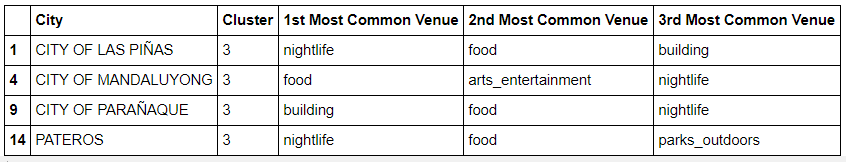 City Cluster 1st Most Common Venue 2nd Most Common Venue 3rd Most Common Venue
1 CITY OF LAS PIÑAS 3 nightlife food building
4 CITY OF MANDALUYONG 3 food arts_entertainment nightlife
9 CITY OF PARAÑAQUE 3 building food nightlife
14 PATEROS 3 nightlife food parks_outdoors